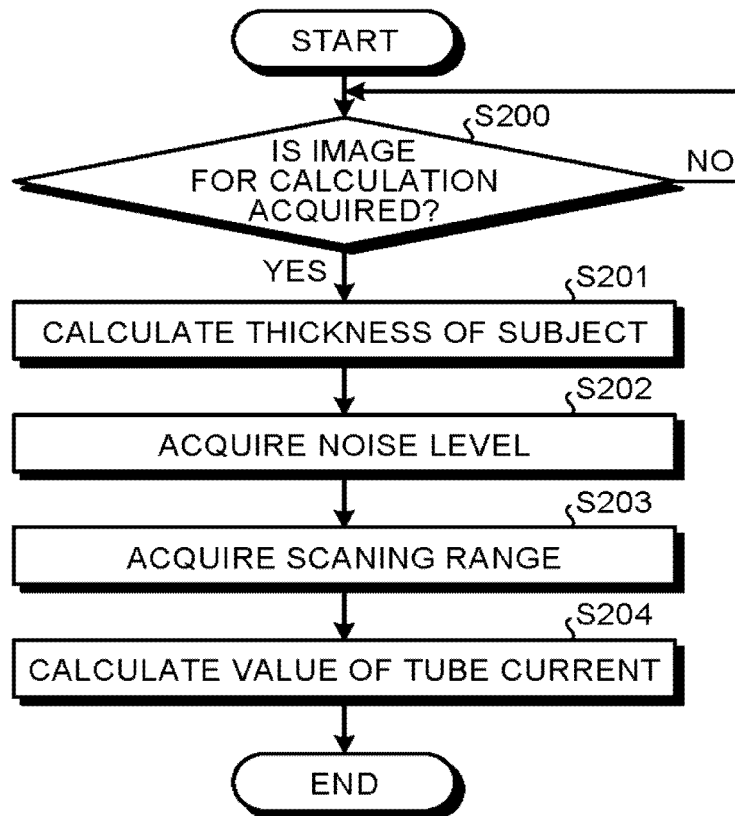 START
S200
IS IMAGE
FOR CALCULATION
ACQUIRED?
NO
YES
S201
CALCULATE THICKNESS OF SUBJECT
S202
ACQUIRE NOISE LEVEL
S203
ACQUIRE SCANING RANGE
S204
CALCULATE VALUE OF TUBE CURRENT
END